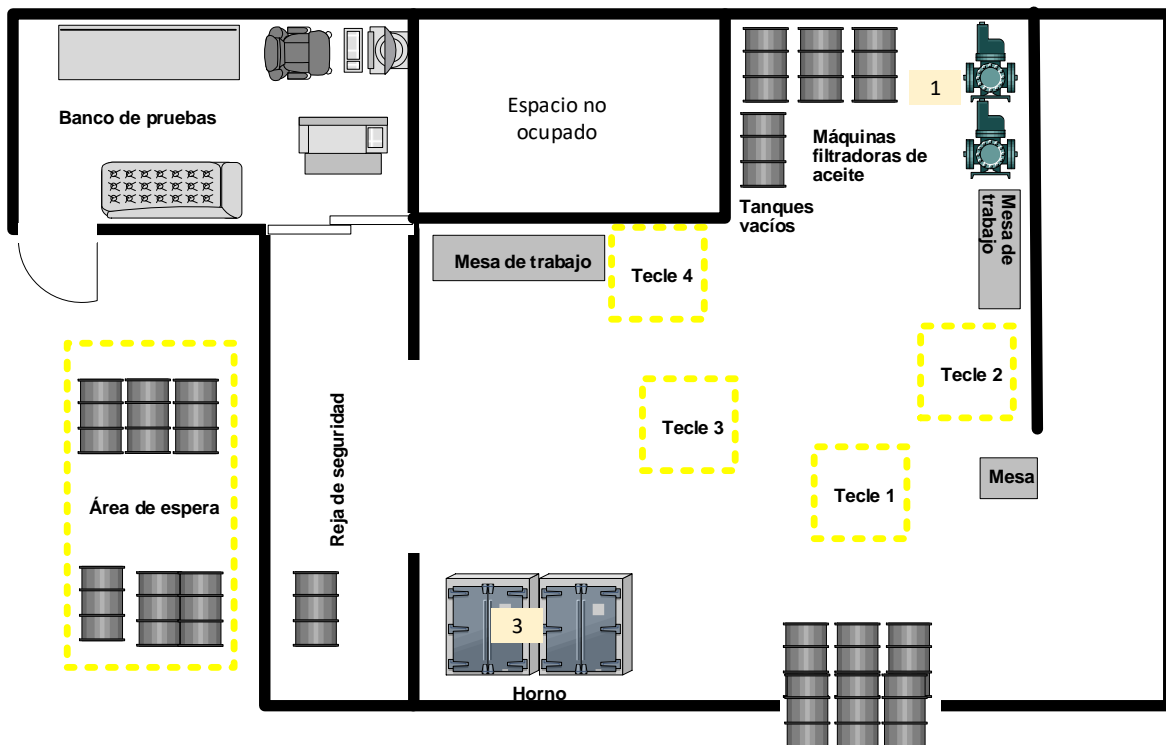 Banco de pruebas
Espacio no
ocupado
1
Máquinas
filtradoras de
aceite
Tanques
vacíos
Mesa de
trabajo
Mesa de trabajo
Tecle 4
Tecle 2
Tecle 3
Mesa
Tecle 1
Área de espera
Reja de seguridad
3
Horno